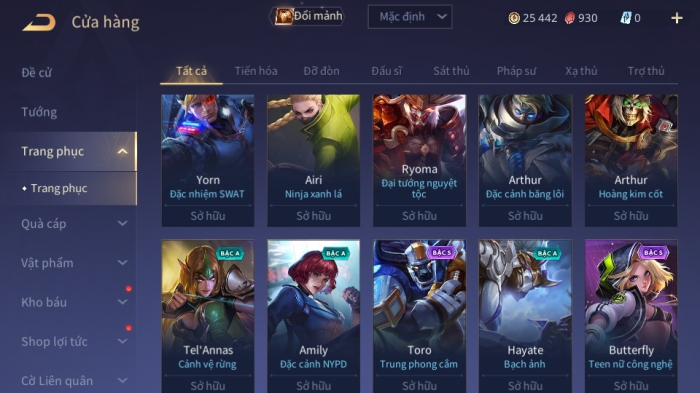 Cửa hàng
Đổi mảnh
Mặc định
25 442
930
0
Đề cử
Tướng
Trang phục
Trang phục
Quà cáp
Vật phẩm
Kho báu
Shop lợi tức
Cờ Liên quân
Tất cả Tiến hóa Đỡ đòn Đấu sĩ Sát thủ Pháp sư Xạ thủ Trợ thủ
Yorn
Đặc nhiệm SWAT
Sở hữu
Airi
Ninja xanh lá
Sở hữu
Ryoma
Đại tướng nguyệt
tộc
Sở hữu
Arthur
Đặc cảnh băng lôi
Sở hữu
Arthur
Hoàng kim cốt
Sở hữu
BẬC A
Tel'Annas
Cảnh vệ rừng
Sở hữu
BẬC A
Amily
Đặc cảnh NYPD
Sở hữu
BẬC S
Toro
Trung phong cắm
Sở hữu
BẬC A
Hayate
Bạch ảnh
Sở hữu
BẬC S
Butterfly
Teen nữ công nghệ
Sở hữu